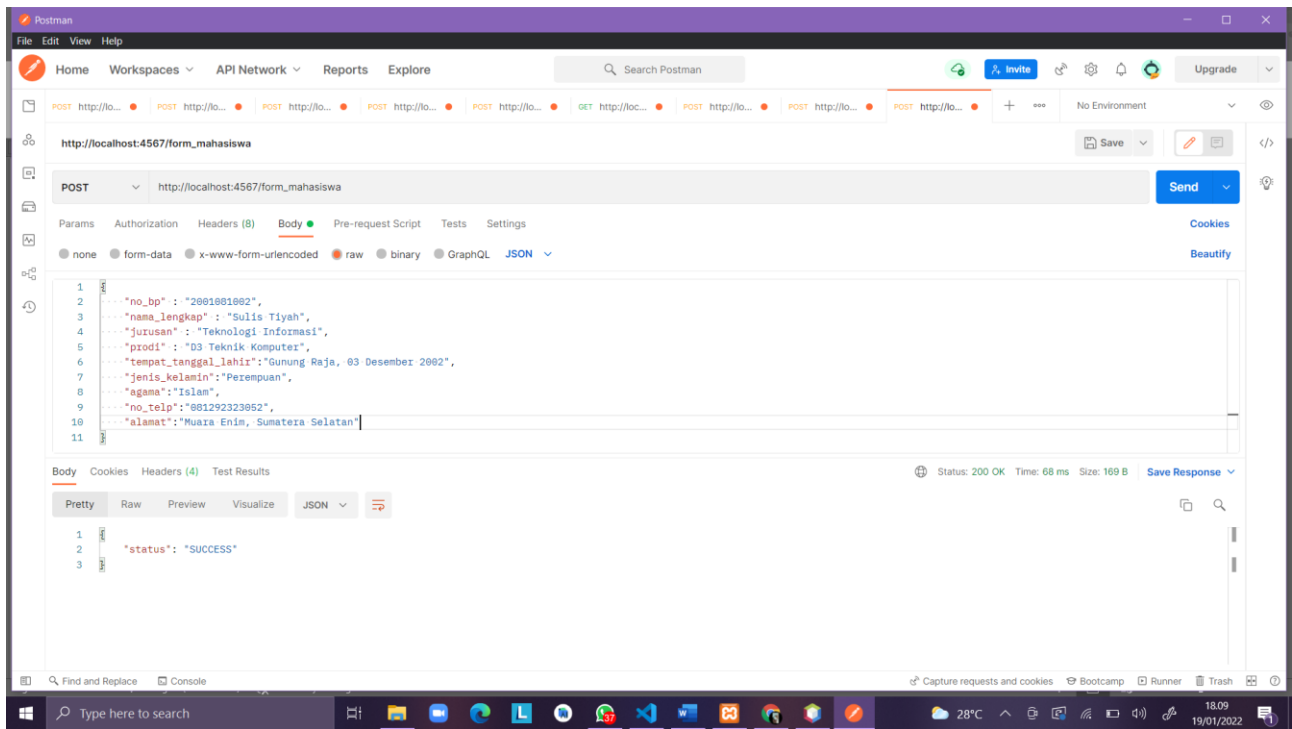 Postman
File Edit View Help
Home Workspaces API Network Reports Explore Search Postman Invite Upgrade
POST http://lo... POST http://lo... POST http://lo... POST http://lo... POST http://lo... GET http://loc... POST http://lo... POST http://lo... POST http://lo... No Environment
http://localhost:4567/form_mahasiswa Save
POST http://localhost:4567/form_mahasiswa Send
Params Authorization Headers (8) Body Pre-request Script Tests Settings Cookies
none form-data x-www-form-urlencoded raw binary GraphQL JSON Beautify
1 {
2 "no_bp" : "2001081002",
3 "nama_lengkap" : "Sulis Tiyah",
4 "jurusan" : "Teknologi Informasi",
5 "prodi" : "D3 Teknik Komputer",
6 "tempat_tanggal_lahir":"Gunung Raja, 03 Desember 2002",
7 "jenis_kelamin":"Perempuan",
8 "agama":"Islam",
9 "no_telp":"081292323052",
10 "alamat":"Muara Enim, Sumatera Selatan"
11 }
Body Cookies Headers (4) Test Results Status: 200 OK Time: 68 ms Size: 169 B Save Response
Pretty Raw Preview Visualize JSON
1 {
2 "status": "SUCCESS"
3 }
Find and Replace Console Capture requests and cookies Bootcamp Runner Trash
Type here to search 28°C 18.09
19/01/2022